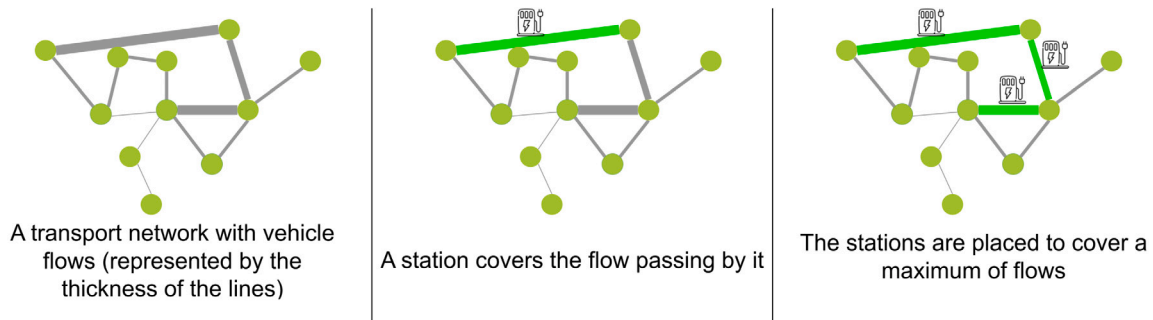 A transport network with vehicle
flows (represented by the
thickness of the lines)
A station covers the flow passing by it
The stations are placed to cover a
maximum of flows